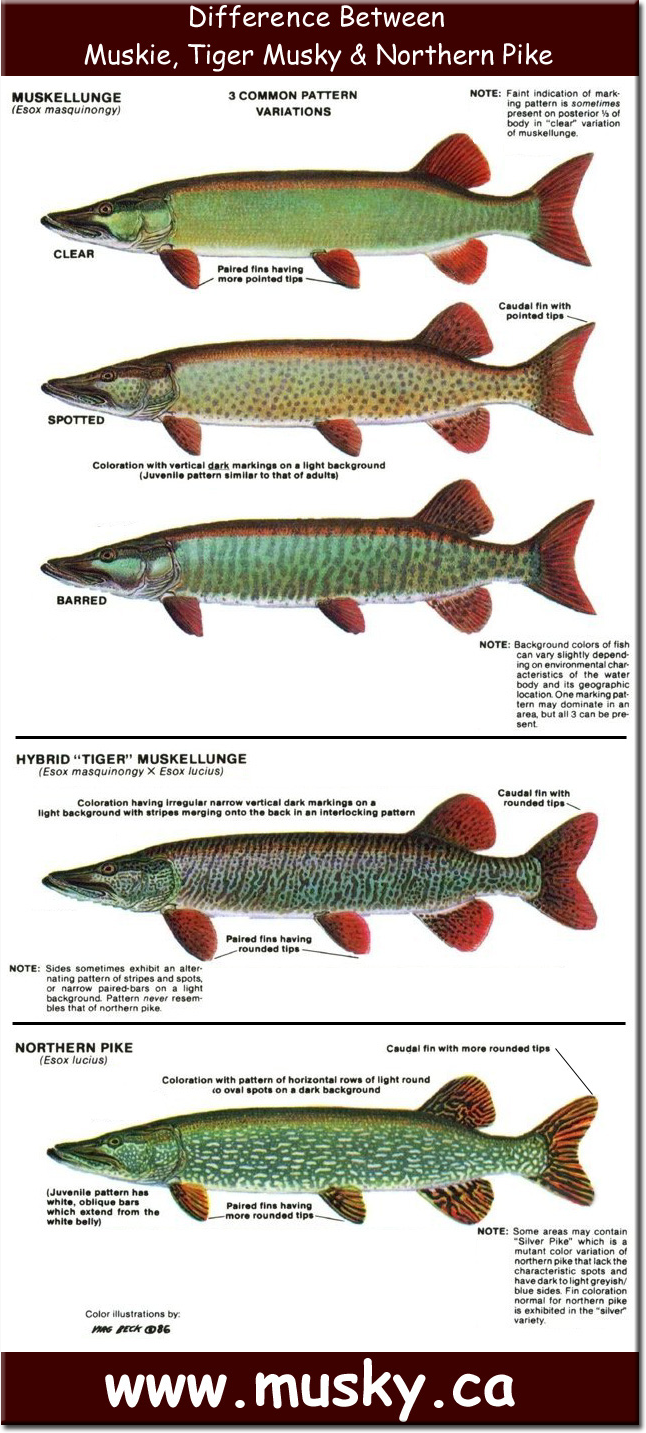 Difference Between
Muskie, Tiger Musky & Northern Pike
MUSKELLUNGE
(Esox masquinongy)
3 COMMON PATTERN
VARIATIONS
NOTE: Faint indication of mark-
ing pattern is sometimes
present on posterior ⅓ of
body in "clear" variation
of muskellunge.
CLEAR
Paired fins having
more pointed tips
Caudal fin with
pointed tips
SPOTTED
Coloration with vertical dark markings on a light background
(Juvenile pattern similar to that of adults)
BARRED
NOTE: Background colors of fish
can vary slightly depend-
ing on environmental char-
acteristics of the water
body and its geographic
location. One marking pat-
tern may dominate in an
area, but all 3 can be pre-
sent.
HYBRID "TIGER" MUSKELLUNGE
(Esox masquinongy X Esox lucius)
Coloration having irregular narrow vertical dark markings on a
light background with stripes merging onto the back in an interlocking pattern
Caudal fin with
rounded tips
Paired fins having
rounded tips
NOTE: Sides sometimes exhibit an alter-
nating pattern of stripes and spots,
or narrow paired-bars on a light
background. Pattern never resem-
bles that of northern pike.
NORTHERN PIKE
(Esox lucius)
Caudal fin with more rounded tips
Coloration with pattern of horizontal rows of light round
to oval spots on a dark background
(Juvenile pattern has
white, oblique bars
which extend from the
white belly)
Paired fins having
more rounded tips
NOTE: Some areas may contain
"Silver Pike" which is a
mutant color variation of
northern pike that lack the
characteristic spots and
have dark to light greyish/
blue sides. Fin coloration
normal for northern pike
is exhibited in the "silver"
variety.
Color illustrations by:
VIRG BECK ©86
www.musky.ca